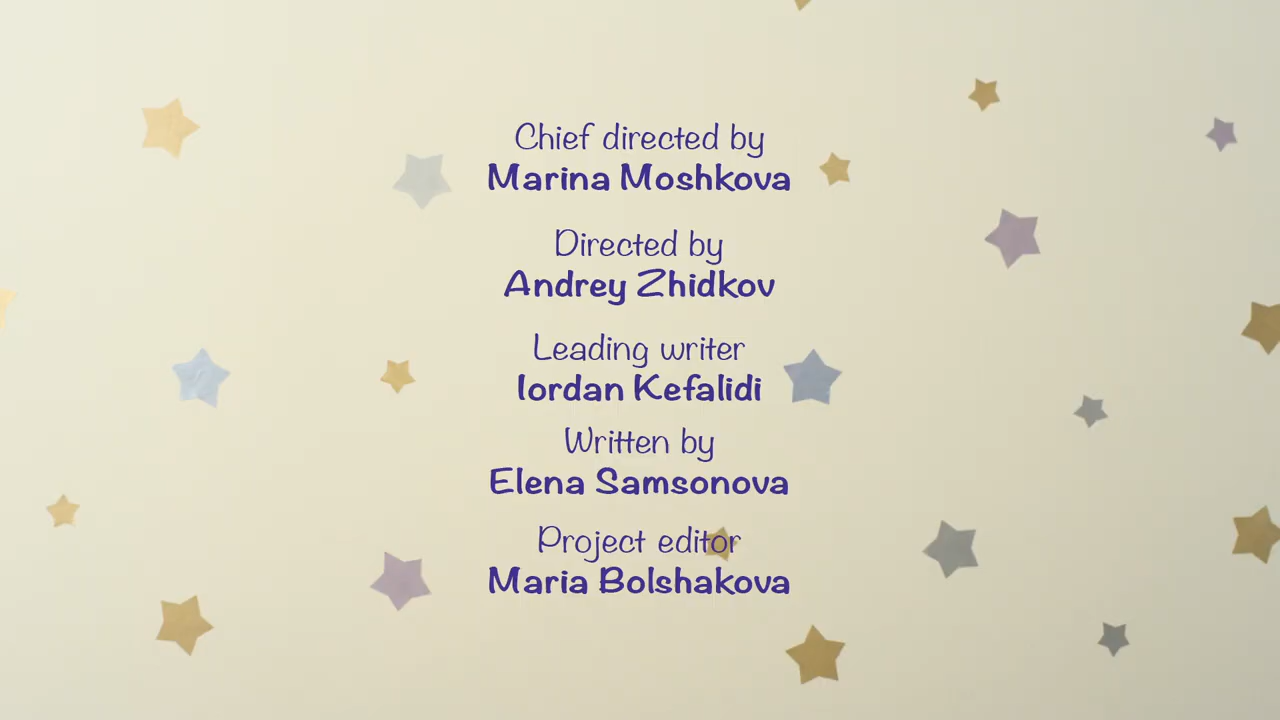 Chief directed by
Marina Moshkova
Directed by
Andrey Zhidkov
Leading writer
Iordan Kefalidi
Written by
Elena Samsonova
Project editor
Maria Bolshakova